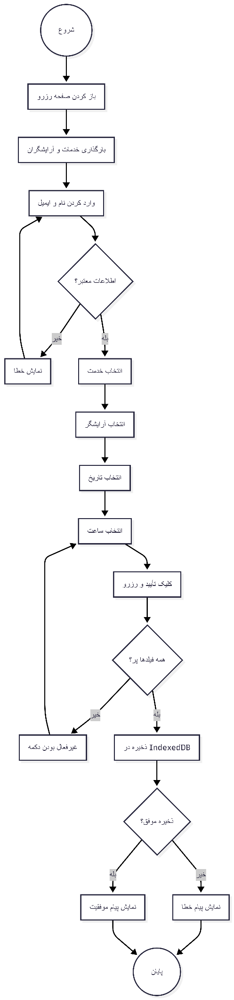 شروع
باز کردن صفحه رزرو
بارگذاری خدمات و آرایشگران
وارد کردن نام و ایمیل
اطلاعات معتبر؟
خیر
بله
نمایش خطا
انتخاب خدمت
انتخاب آرایشگر
انتخاب تاریخ
انتخاب ساعت
کلیک تأیید و رزرو
همه فیلدها پر؟
خیر
بله
غیرفعال بودن دکمه
ذخیره در IndexedDB
ذخیره موفق؟
بله
خیر
نمایش پیام موفقیت
نمایش پیام خطا
پایان